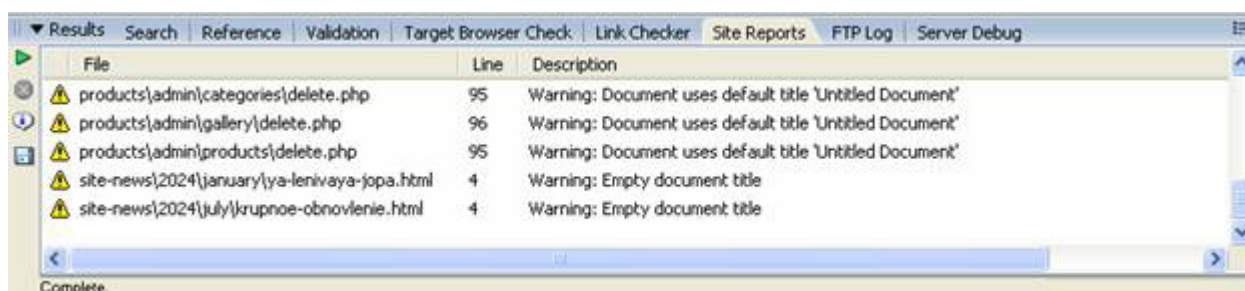 Results Search Reference Validation Target Browser Check Link Checker Site Reports FTP Log Server Debug
File Line Description
products\admin\categories\delete.php 95 Warning: Document uses default title 'Untitled Document'
products\admin\gallery\delete.php 96 Warning: Document uses default title 'Untitled Document'
products\admin\products\delete.php 95 Warning: Document uses default title 'Untitled Document'
site-news\2024\january\ya-lenivaya-jopa.html 4 Warning: Empty document title
site-news\2024\july\krupnoe-obnovlenie.html 4 Warning: Empty document title
Complete.